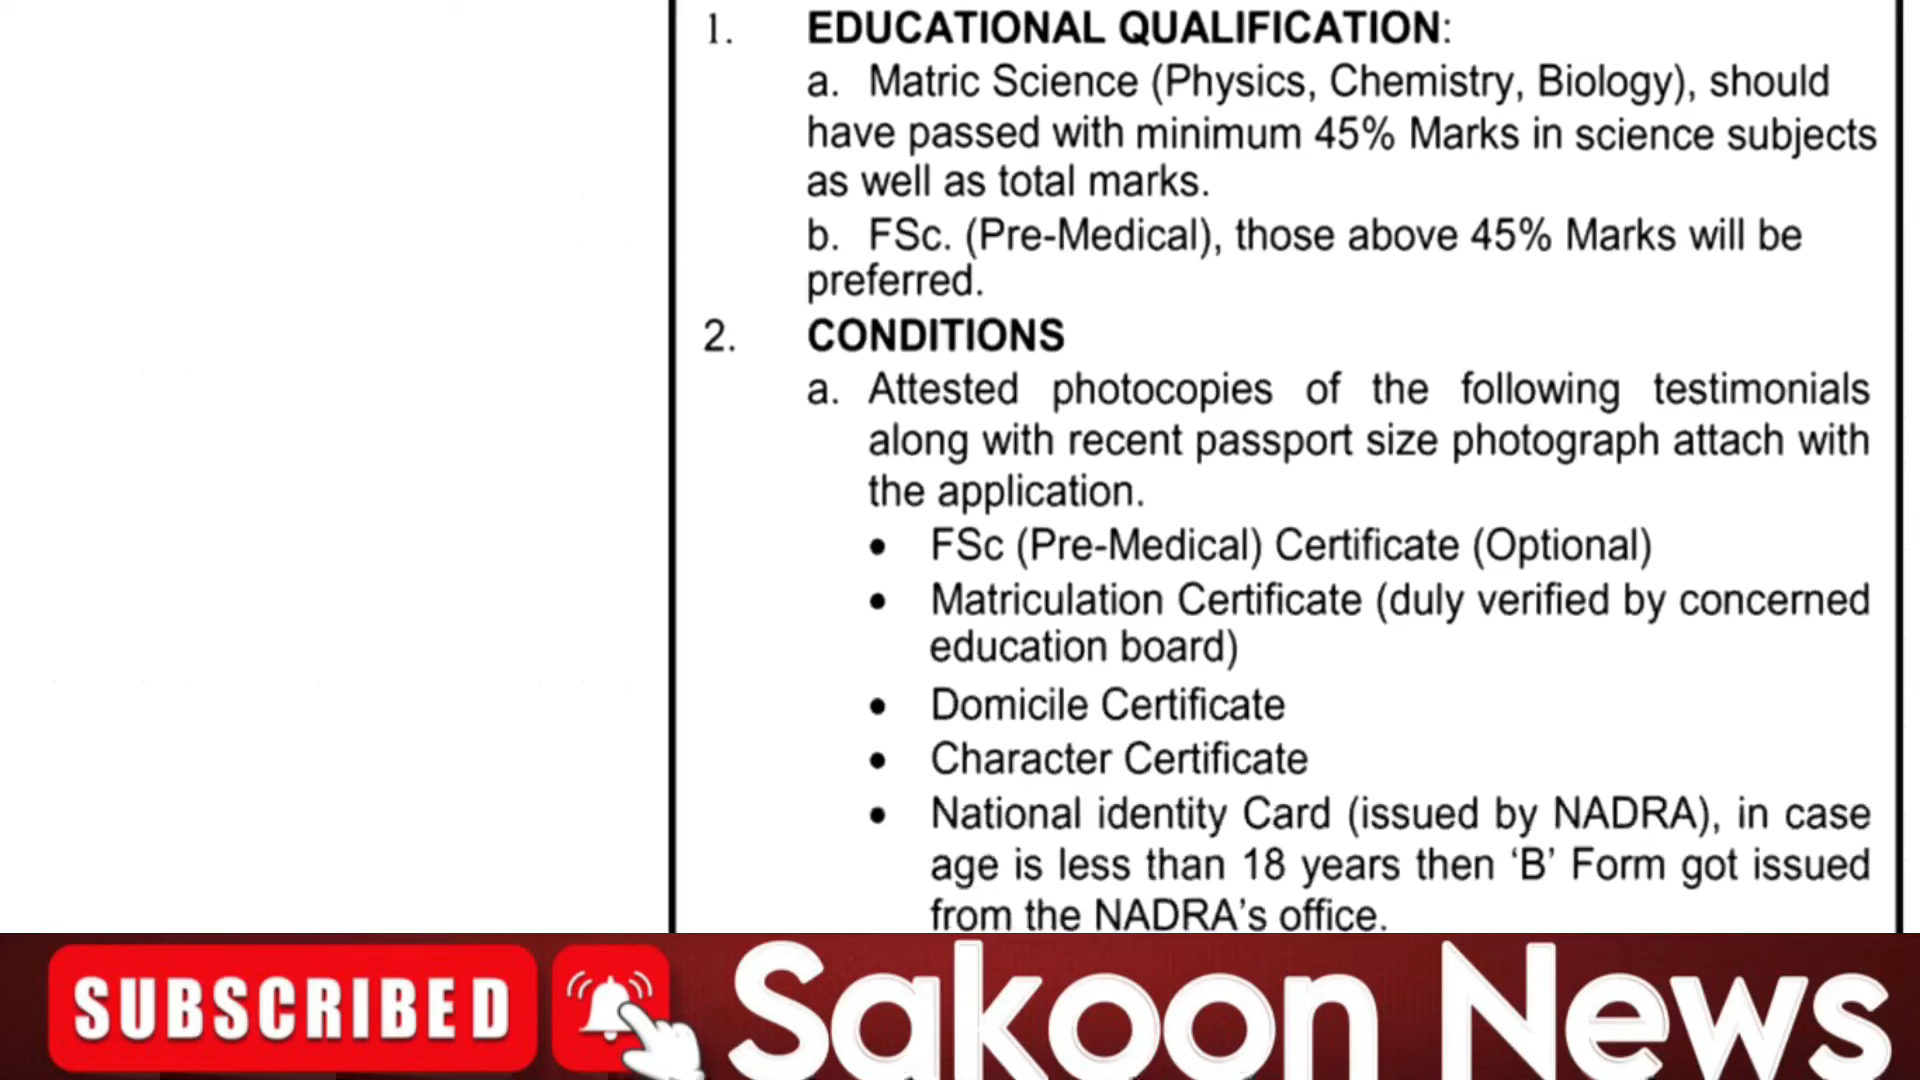 1. EDUCATIONAL QUALIFICATION:
a. Matric Science (Physics, Chemistry, Biology), should
have passed with minimum 45% Marks in science subjects
as well as total marks.
b. FSc. (Pre-Medical), those above 45% Marks will be
preferred.
2. CONDITIONS
a. Attested photocopies of the following testimonials
along with recent passport size photograph attach with
the application.
• FSc (Pre-Medical) Certificate (Optional)
• Matriculation Certificate (duly verified by concerned
education board)
• Domicile Certificate
• Character Certificate
• National identity Card (issued by NADRA), in case
age is less than 18 years then ‘B’ Form got issued
from the NADRA’s office.
SUBSCRIBED Sakoon News